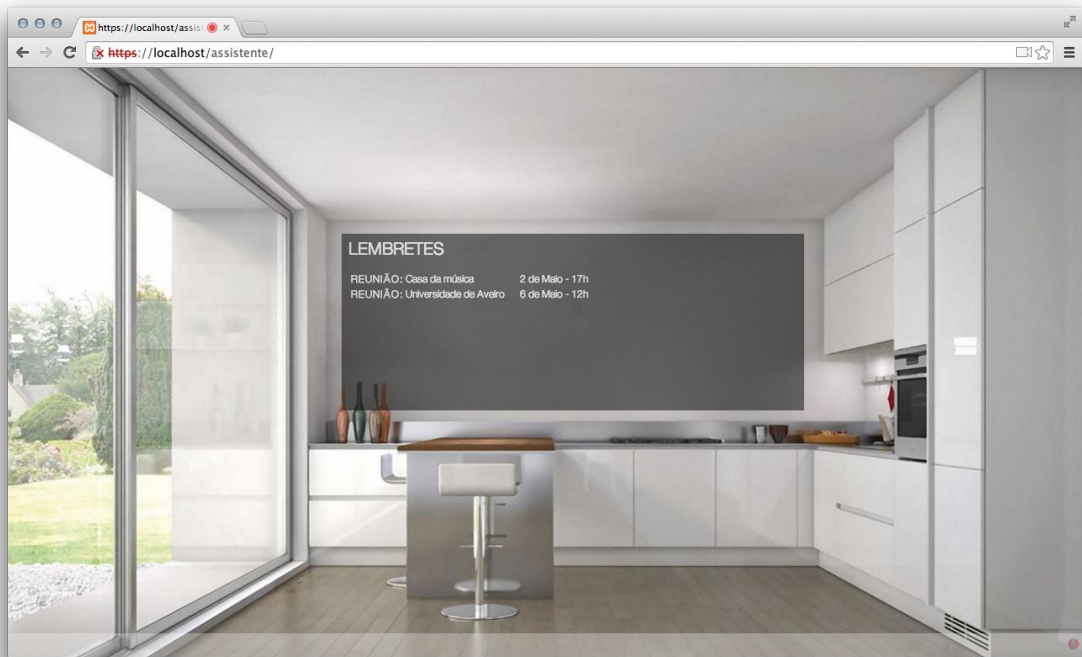 https://localhost/assis
https://localhost/assistente/
LEMBRETES
REUNIÃO: Casa da música 2 de Maio - 17h
REUNIÃO: Universidade de Aveiro 6 de Maio - 12h